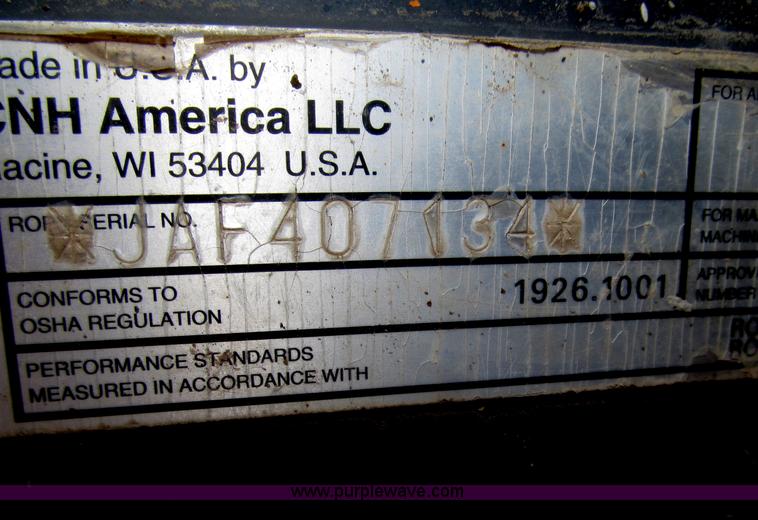 ade in U.S.A. by
CNH America LLC
acine, WI 53404 U.S.A.
SERIAL NO.
*JAF407134*
CONFORMS TO
OSHA REGULATION
1926.1001
PERFORMANCE STANDARDS
MEASURED IN ACCORDANCE WITH
FOR A
FOR MA
MACHIN
APPROV
NUMBER
RO
RO
www.purplewave.com